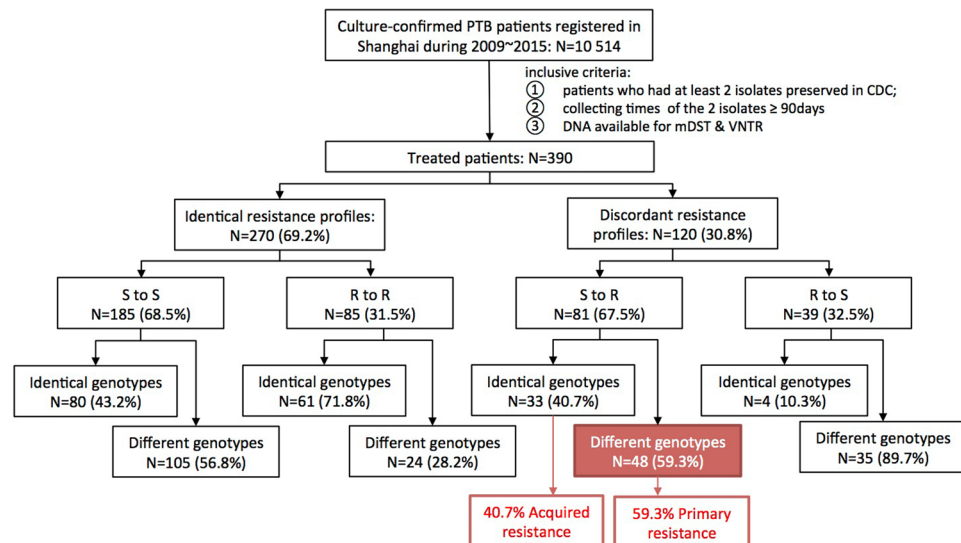 Culture-confirmed PTB patients registered in
Shanghai during 2009~2015: N=10 514
inclusive criteria:
① patients who had at least 2 isolates preserved in CDC;
② collecting times of the 2 isolates ≥ 90days
③ DNA available for mDST & VNTR
Treated patients: N=390
Identical resistance profiles:
N=270 (69.2%)
Discordant resistance
profiles: N=120 (30.8%)
S to S
N=185 (68.5%)
R to R
N=85 (31.5%)
S to R
N=81 (67.5%)
R to S
N=39 (32.5%)
Identical genotypes
N=80 (43.2%)
Identical genotypes
N=61 (71.8%)
Identical genotypes
N=33 (40.7%)
Identical genotypes
N=4 (10.3%)
Different genotypes
N=105 (56.8%)
Different genotypes
N=24 (28.2%)
Different genotypes
N=48 (59.3%)
Different genotypes
N=35 (89.7%)
40.7% Acquired
resistance
59.3% Primary
resistance